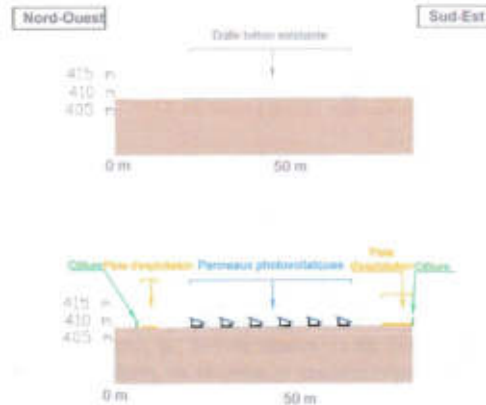 Nord-Ouest
Sud-Est
Dalle béton existante
415 m
410 m
405 m
0 m
50 m
Piste
Clôture Piste d'exploitation Panneaux photovoltaïques d'exploitation Clôture
415 m
410 m
405 m
0 m
50 m